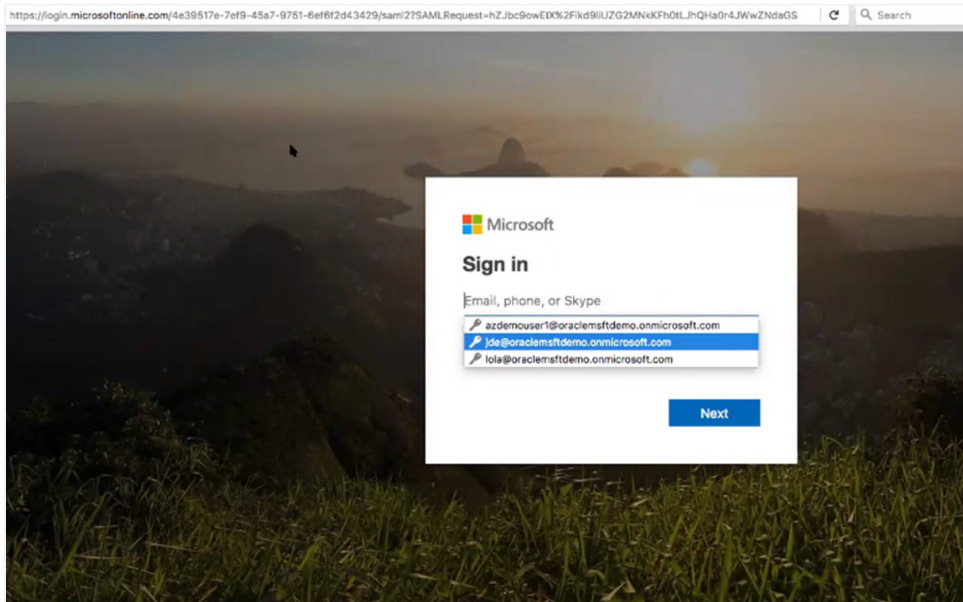 https://login.microsoftonline.com/4e39517e-7ef9-45a7-9751-6ef6f2d43429/saml2?SAMLRequest=hZJbc9owEIX%2Fikd9liUZG2MNkKFh0tLJhQHa0r4JWwZNdaGS
Search
Microsoft
Sign in
Email, phone, or Skype
azdemouser1@oraclemsftdemo.onmicrosoft.com
jde@oraclemsftdemo.onmicrosoft.com
lola@oraclemsftdemo.onmicrosoft.com
Next